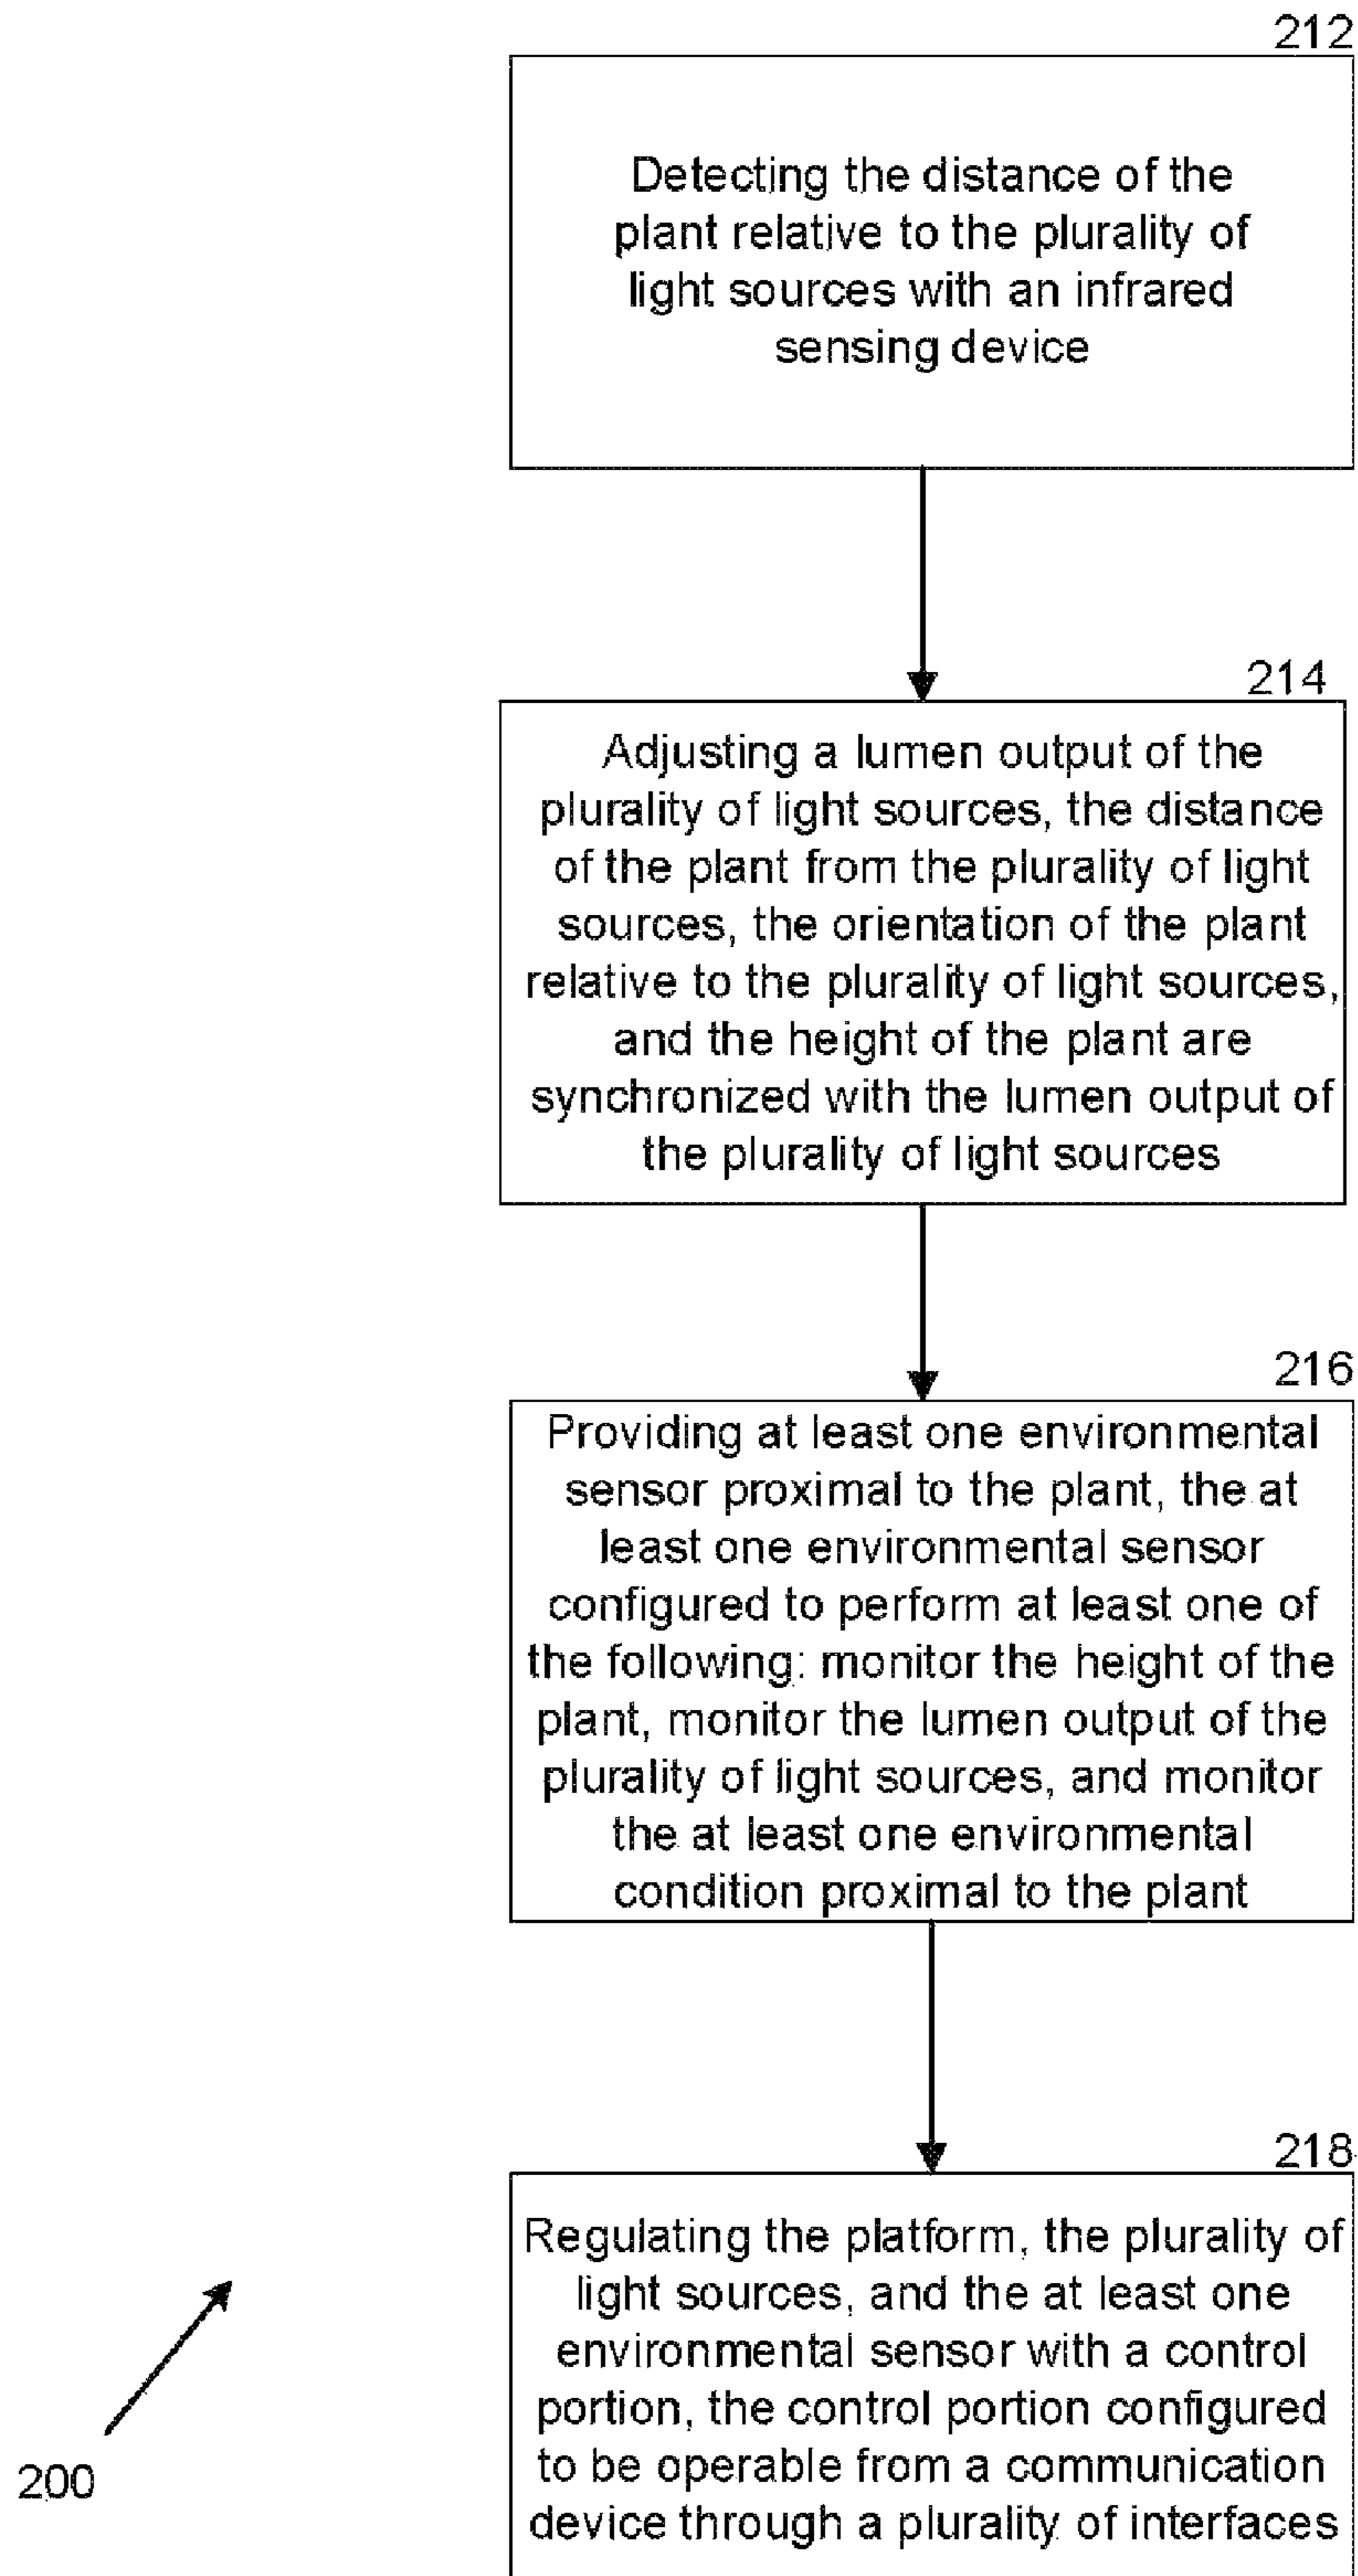 212
Detecting the distance of the
plant relative to the plurality of
light sources with an infrared
sensing device
214
Adjusting a lumen output of the
plurality of light sources, the distance
of the plant from the plurality of light
sources, the orientation of the plant
relative to the plurality of light sources,
and the height of the plant are
synchronized with the lumen output of
the plurality of light sources
216
Providing at least one environmental
sensor proximal to the plant, the at
least one environmental sensor
configured to perform at least one of
the following: monitor the height of the
plant, monitor the lumen output of the
plurality of light sources, and monitor
the at least one environmental
condition proximal to the plant
218
Regulating the platform, the plurality of
light sources, and the at least one
environmental sensor with a control
portion, the control portion configured
to be operable from a communication
device through a plurality of interfaces
200